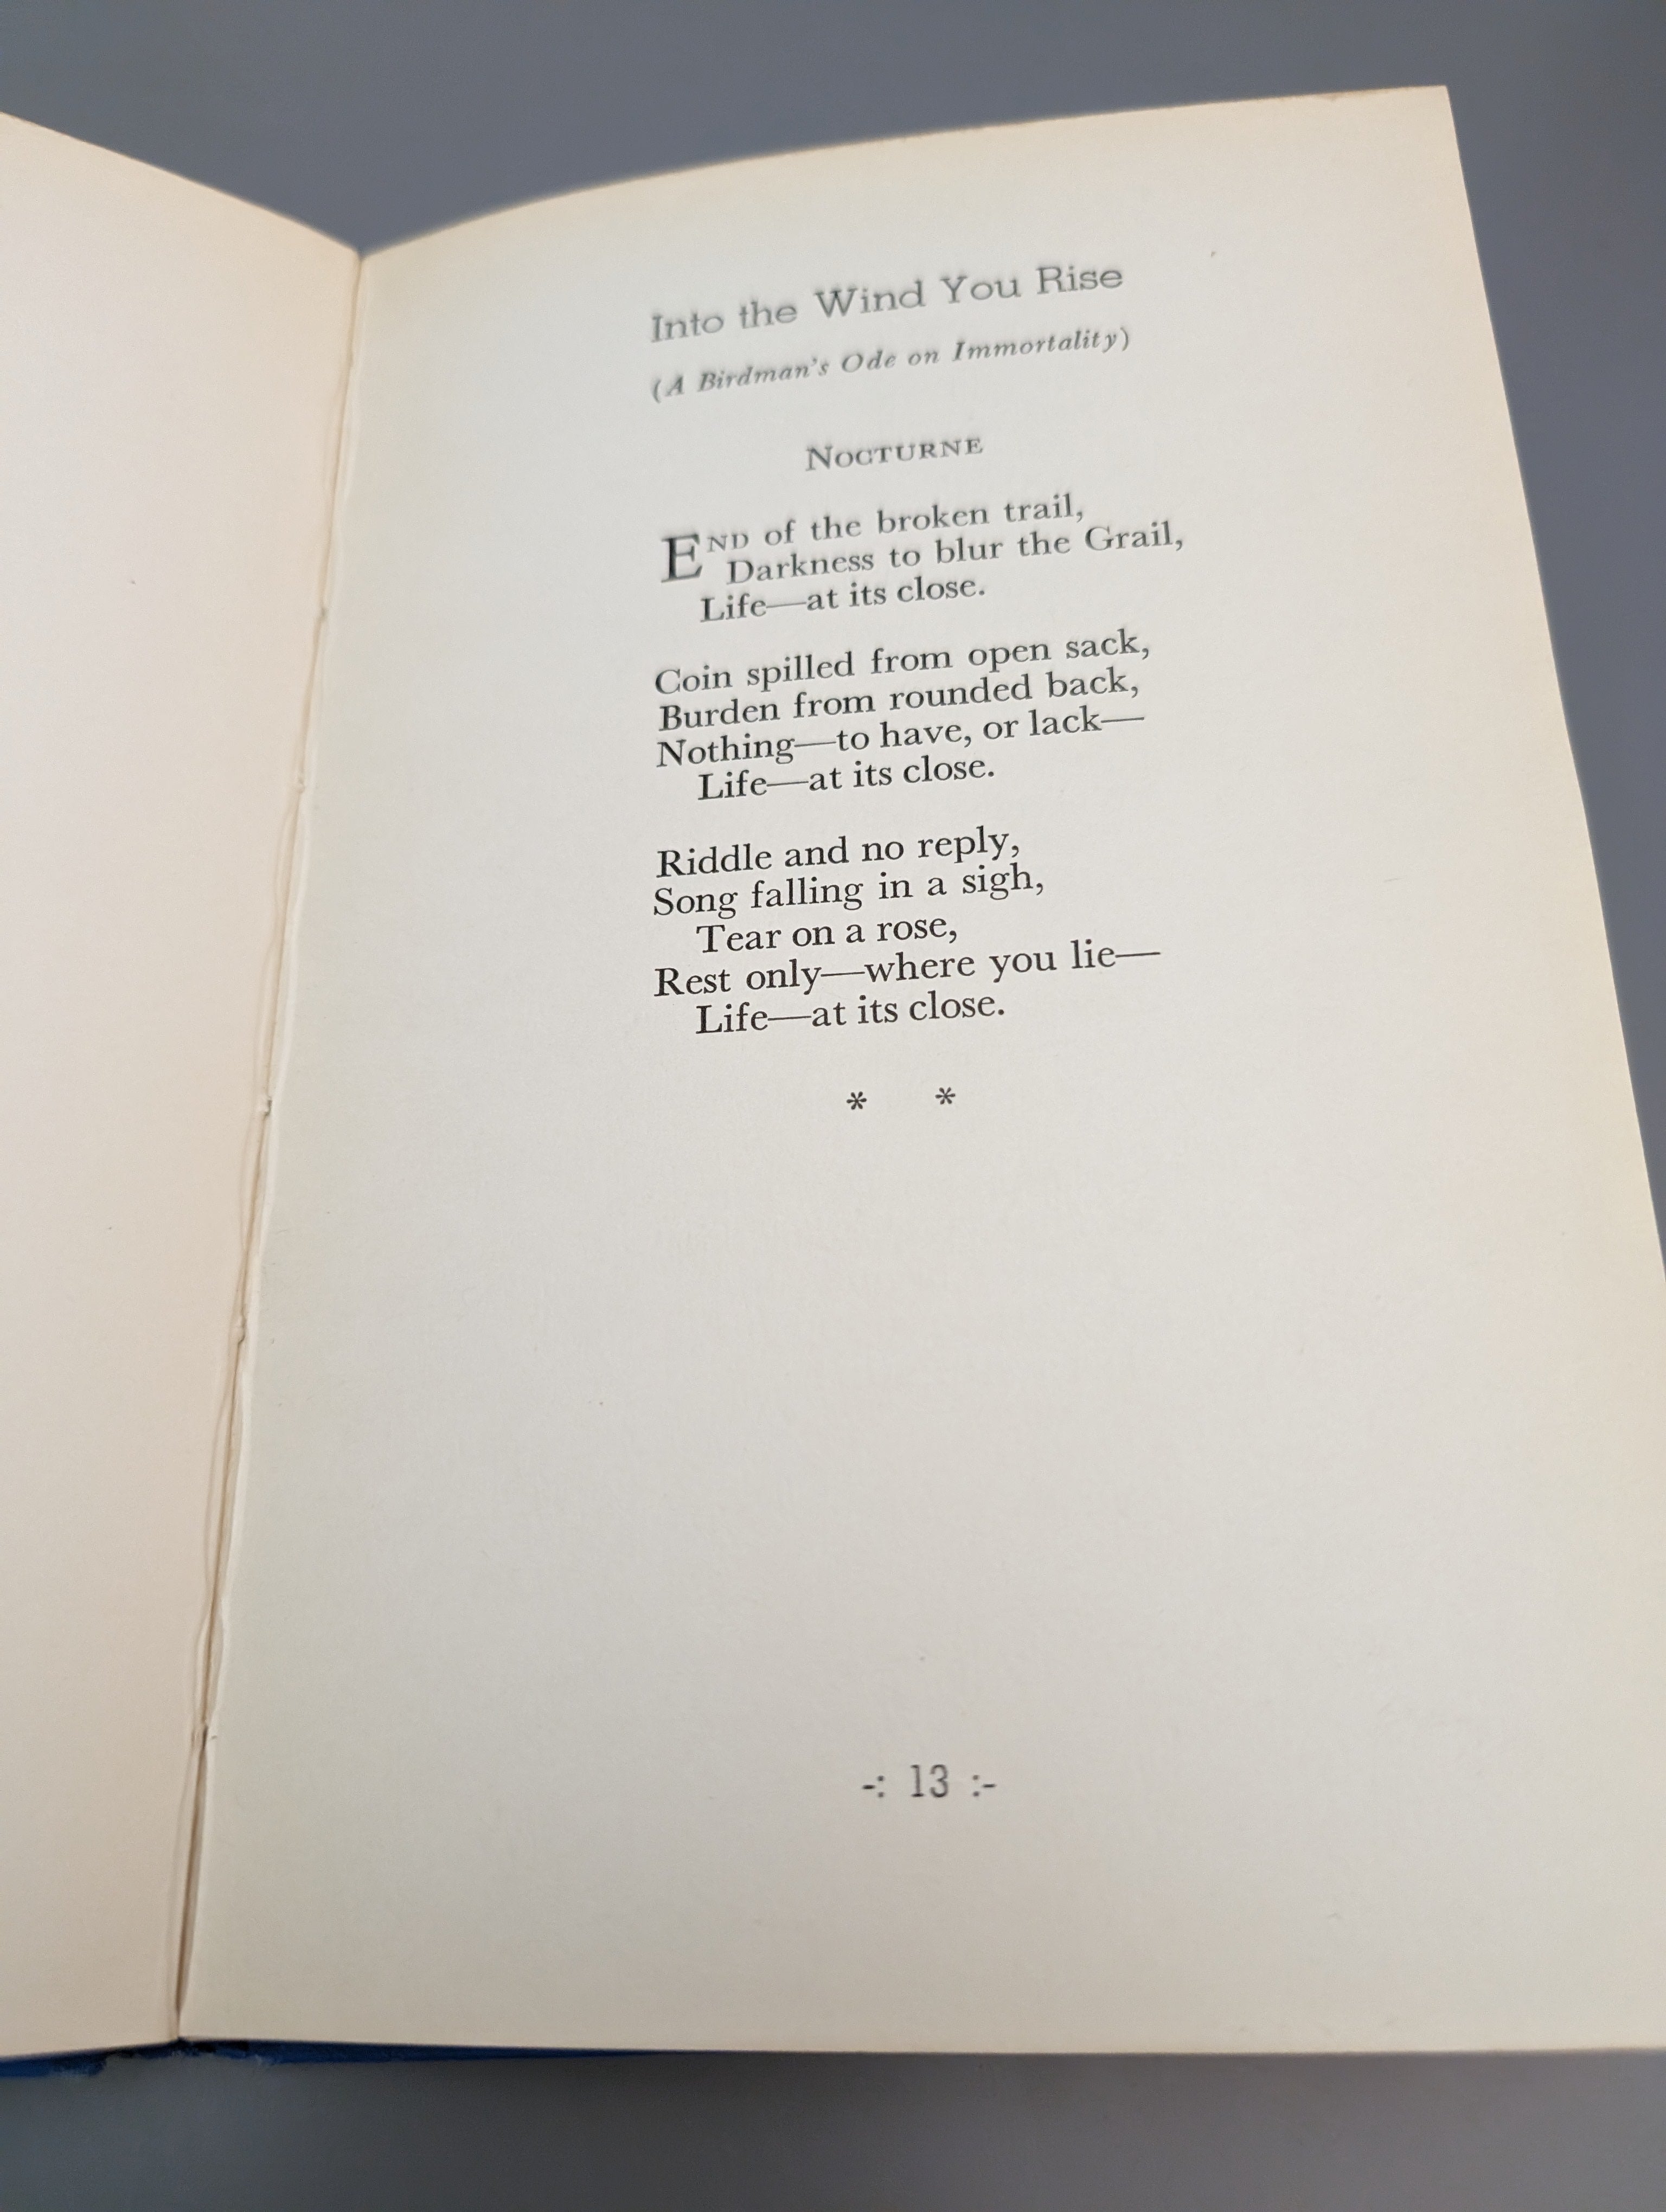 Into the Wind You Rise
(A Birdman's Ode on Immortality)
NOCTURNE
END of the broken trail,
Darkness to blur the Grail,
Life—at its close.
Coin spilled from open sack,
Burden from rounded back,
Nothing—to have, or lack—
Life—at its close.
Riddle and no reply,
Song falling in a sigh,
Tear on a rose,
Rest only—where you lie—
Life—at its close.
* *
-: 13 :-